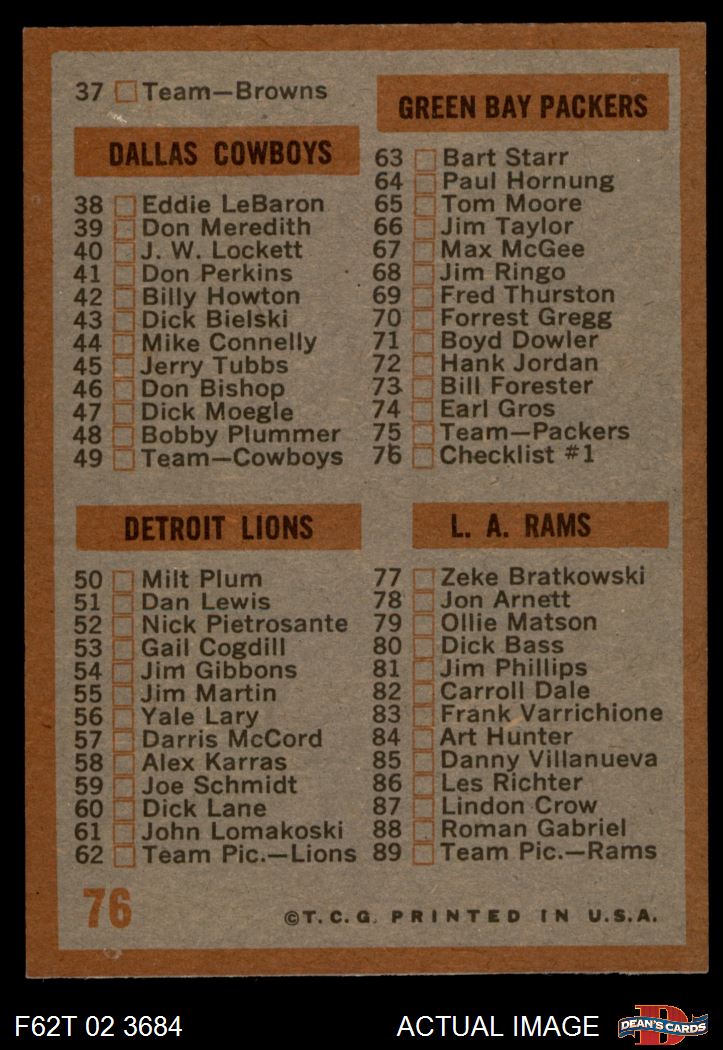 37 Team—Browns
DALLAS COWBOYS
38 Eddie LeBaron
39 Don Meredith
40 J. W. Lockett
41 Don Perkins
42 Billy Howton
43 Dick Bielski
44 Mike Connelly
45 Jerry Tubbs
46 Don Bishop
47 Dick Moegle
48 Bobby Plummer
49 Team—Cowboys
DETROIT LIONS
50 Milt Plum
51 Dan Lewis
52 Nick Pietrosante
53 Gail Cogdill
54 Jim Gibbons
55 Jim Martin
56 Yale Lary
57 Darris McCord
58 Alex Karras
59 Joe Schmidt
60 Dick Lane
61 John Lomakoski
62 Team Pic.—Lions
GREEN BAY PACKERS
63 Bart Starr
64 Paul Hornung
65 Tom Moore
66 Jim Taylor
67 Max McGee
68 Jim Ringo
69 Fred Thurston
70 Forrest Gregg
71 Boyd Dowler
72 Hank Jordan
73 Bill Forester
74 Earl Gros
75 Team—Packers
76 Checklist #1
L. A. RAMS
77 Zeke Bratkowski
78 Jon Arnett
79 Ollie Matson
80 Dick Bass
81 Jim Phillips
82 Carroll Dale
83 Frank Varrichione
84 Art Hunter
85 Danny Villanueva
86 Les Richter
87 Lindon Crow
88 Roman Gabriel
89 Team Pic.—Rams
76
©T.C.G. PRINTED IN U.S.A.
F62T 02 3684
ACTUAL IMAGE
D
DEAN'S CARDS